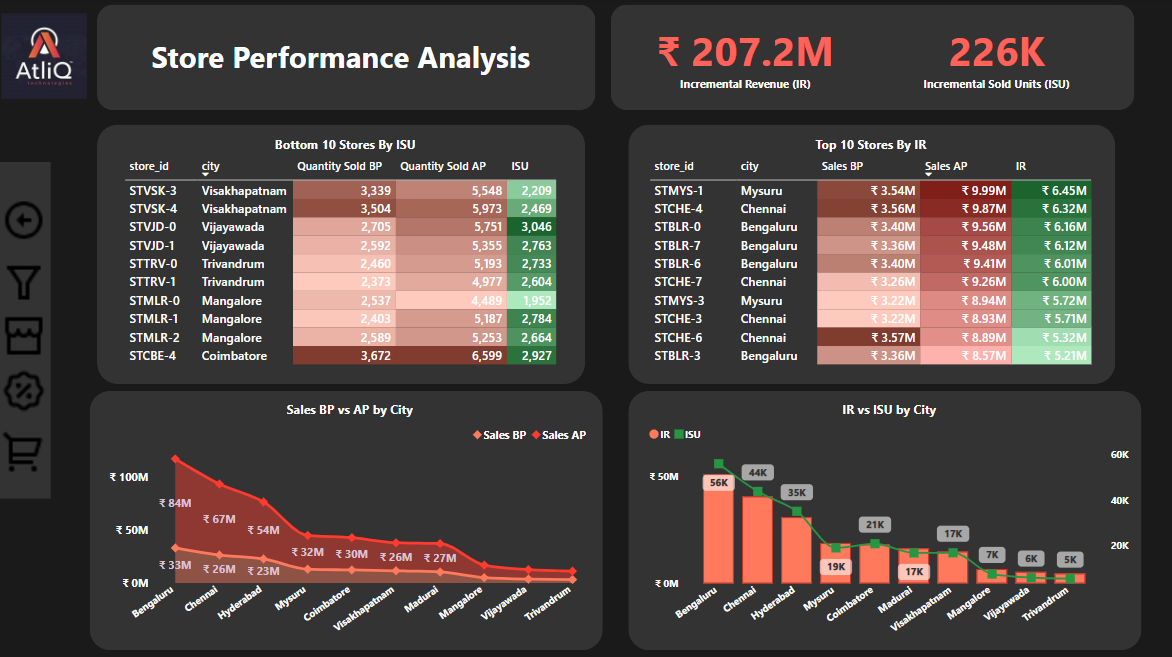 AtliQ
technologies
Store Performance Analysis
₹ 207.2M
Incremental Revenue (IR)
226K
Incremental Sold Units (ISU)
Bottom 10 Stores By ISU
store_id city Quantity Sold BP Quantity Sold AP ISU
STVSK-3 Visakhapatnam 3,339 5,548 2,209
STVSK-4 Visakhapatnam 3,504 5,973 2,469
STVJD-0 Vijayawada 2,705 5,751 3,046
STVJD-1 Vijayawada 2,592 5,355 2,763
STTRV-0 Trivandrum 2,460 5,193 2,733
STTRV-1 Trivandrum 2,373 4,977 2,604
STMLR-0 Mangalore 2,537 4,489 1,952
STMLR-1 Mangalore 2,403 5,187 2,784
STMLR-2 Mangalore 2,589 5,253 2,664
STCBE-4 Coimbatore 3,672 6,599 2,927
Top 10 Stores By IR
store_id city Sales BP Sales AP IR
STMYS-1 Mysuru ₹ 3.54M ₹ 9.99M ₹ 6.45M
STCHE-4 Chennai ₹ 3.56M ₹ 9.87M ₹ 6.32M
STBLR-0 Bengaluru ₹ 3.40M ₹ 9.56M ₹ 6.16M
STBLR-7 Bengaluru ₹ 3.36M ₹ 9.48M ₹ 6.12M
STBLR-6 Bengaluru ₹ 3.40M ₹ 9.41M ₹ 6.01M
STCHE-7 Chennai ₹ 3.26M ₹ 9.26M ₹ 6.00M
STMYS-3 Mysuru ₹ 3.22M ₹ 8.94M ₹ 5.72M
STCHE-3 Chennai ₹ 3.22M ₹ 8.93M ₹ 5.71M
STCHE-6 Chennai ₹ 3.57M ₹ 8.89M ₹ 5.32M
STBLR-3 Bengaluru ₹ 3.36M ₹ 8.57M ₹ 5.21M
Sales BP vs AP by City
Sales BP Sales AP
₹ 100M
₹ 50M
₹ 0M
₹ 84M ₹ 67M ₹ 54M ₹ 32M ₹ 30M ₹ 26M ₹ 27M
₹ 33M ₹ 26M ₹ 23M
Bengaluru Chennai Hyderabad Mysuru Coimbatore Visakhapatnam Madurai Mangalore Vijayawada Trivandrum
IR vs ISU by City
IR ISU
₹ 50M
₹ 0M
60K
40K
20K
56K 44K 35K 19K 21K 17K 17K 7K 6K 5K
Bengaluru Chennai Hyderabad Mysuru Coimbatore Madurai Visakhapatnam Mangalore Vijayawada Trivandrum